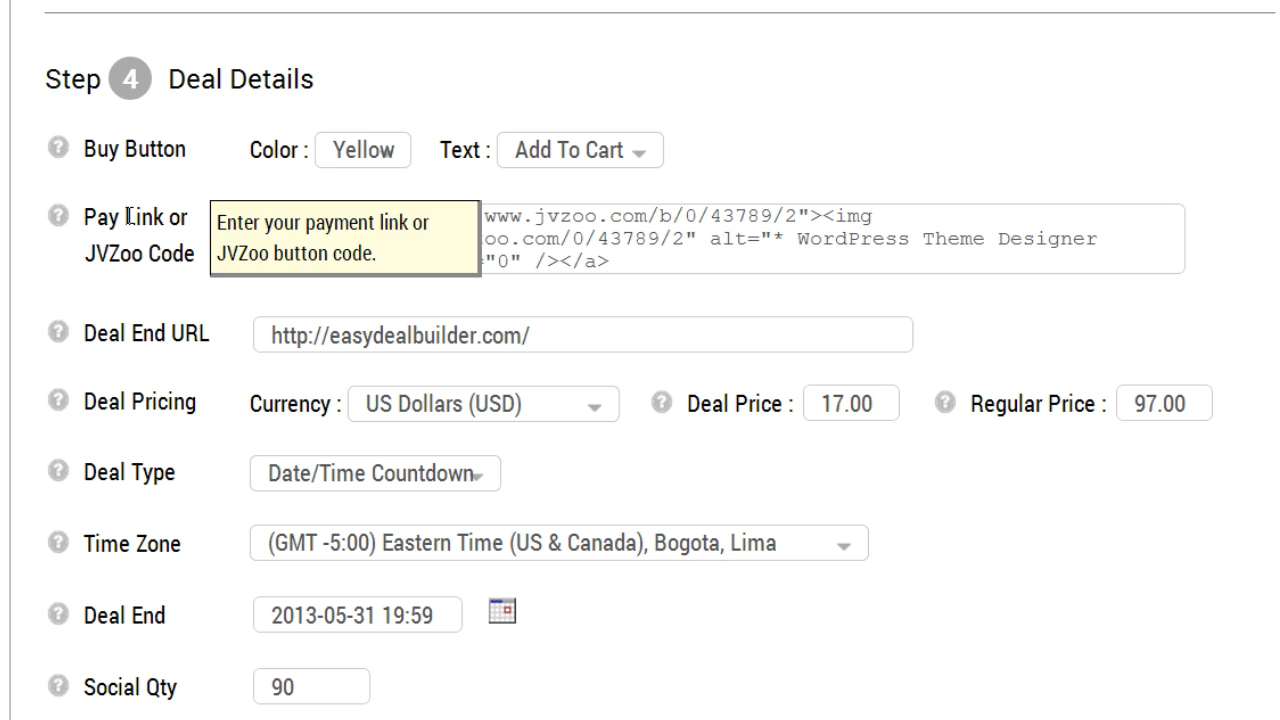 Step 4 Deal Details
Buy Button Color : Yellow Text : Add To Cart
Pay Link or
JVZoo Code
Enter your payment link or
JVZoo button code.
www.jvzoo.com/b/0/43789/2"><img
oo.com/0/43789/2" alt="* WordPress Theme Designer
"0" /></a>
Deal End URL http://easydealbuilder.com/
Deal Pricing Currency : US Dollars (USD) Deal Price : 17.00 Regular Price : 97.00
Deal Type Date/Time Countdown
Time Zone (GMT -5:00) Eastern Time (US & Canada), Bogota, Lima
Deal End 2013-05-31 19:59
Social Qty 90